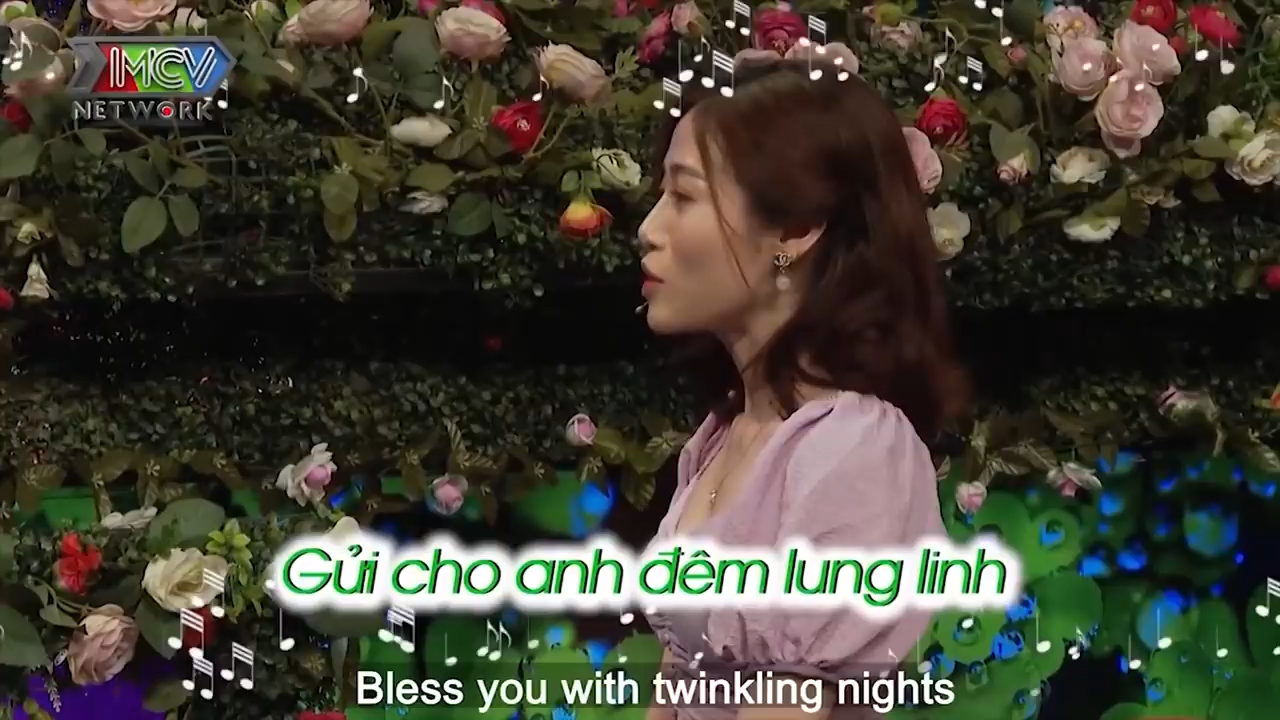 MCV
NETWORK
Gửi cho anh đêm lung linh
Bless you with twinkling nights